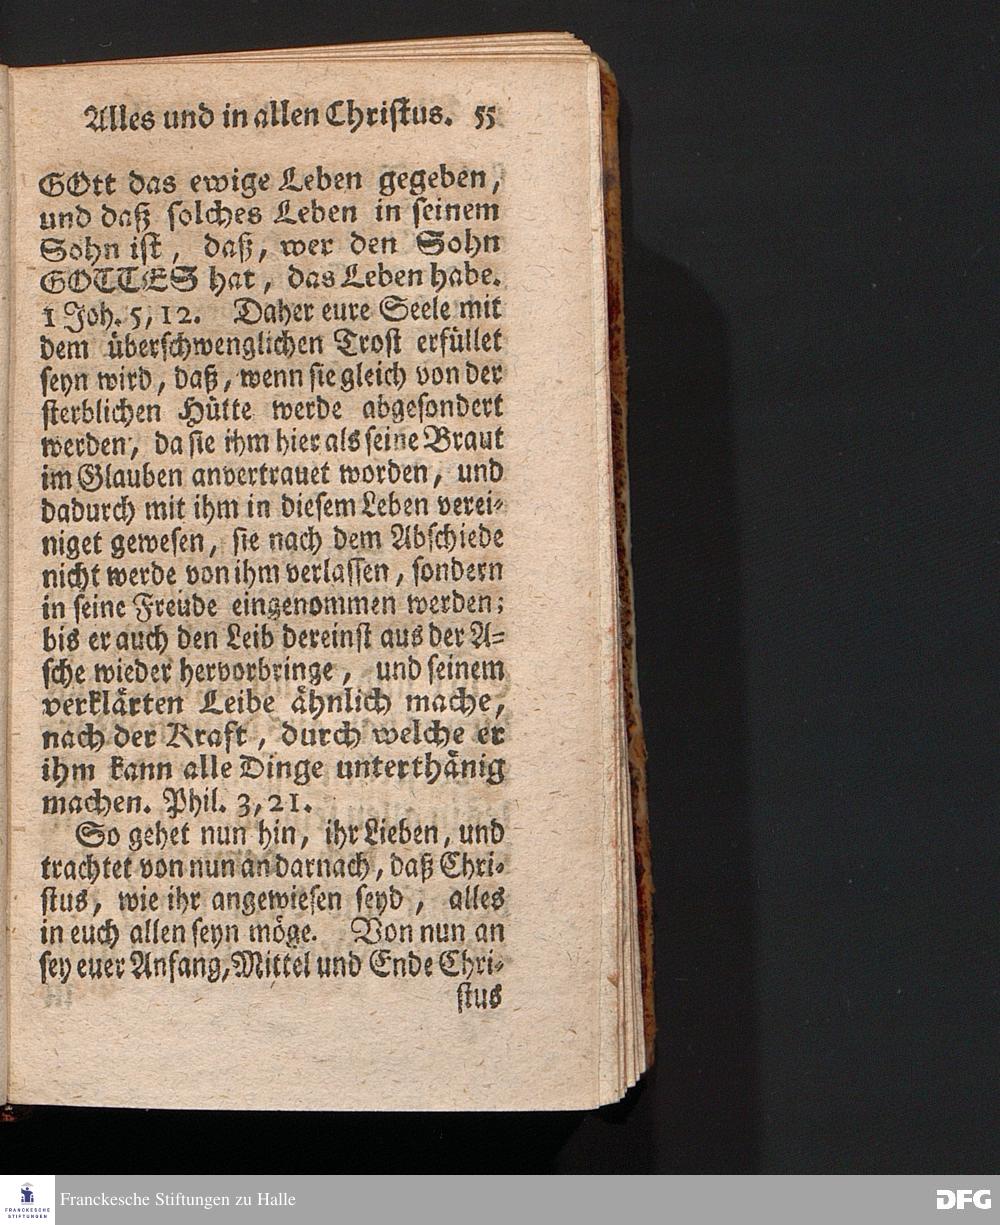 Alles und in allen Christus. 55
GOtt das ewige Leben gegeben,
und daß solches Leben in seinem
Sohn ist, daß, wer den Sohn
GOTTES hat, das Leben habe.
1 Joh. 5, 12. Daher eure Seele mit
dem überschwenglichen Trost erfüllet
seyn wird, daß, wenn sie gleich von der
sterblichen Hütte werde abgesondert
werden, da sie ihm hier als seine Braut
im Glauben anvertrauet worden, und
dadurch mit ihm in diesem Leben verei-
niget gewesen, sie nach dem Abschiede
nicht werde von ihm verlassen, sondern
in seine Freude eingenommen werden;
bis er auch den Leib dereinst aus der A-
sche wieder hervorbringe, und seinem
verklärten Leibe ähnlich mache,
nach der Kraft, durch welche er
ihm kann alle Dinge unterthänig
machen. Phil. 3, 21.
So gehet nun hin, ihr Lieben, und
trachtet von nun an darnach, daß Chri-
stus, wie ihr angewiesen seyd, alles
in euch allen seyn möge. Von nun an
sey euer Anfang, Mittel und Ende Chri-
stus
FRANCKESCHE STIFTUNGEN
Franckesche Stiftungen zu Halle
DFG